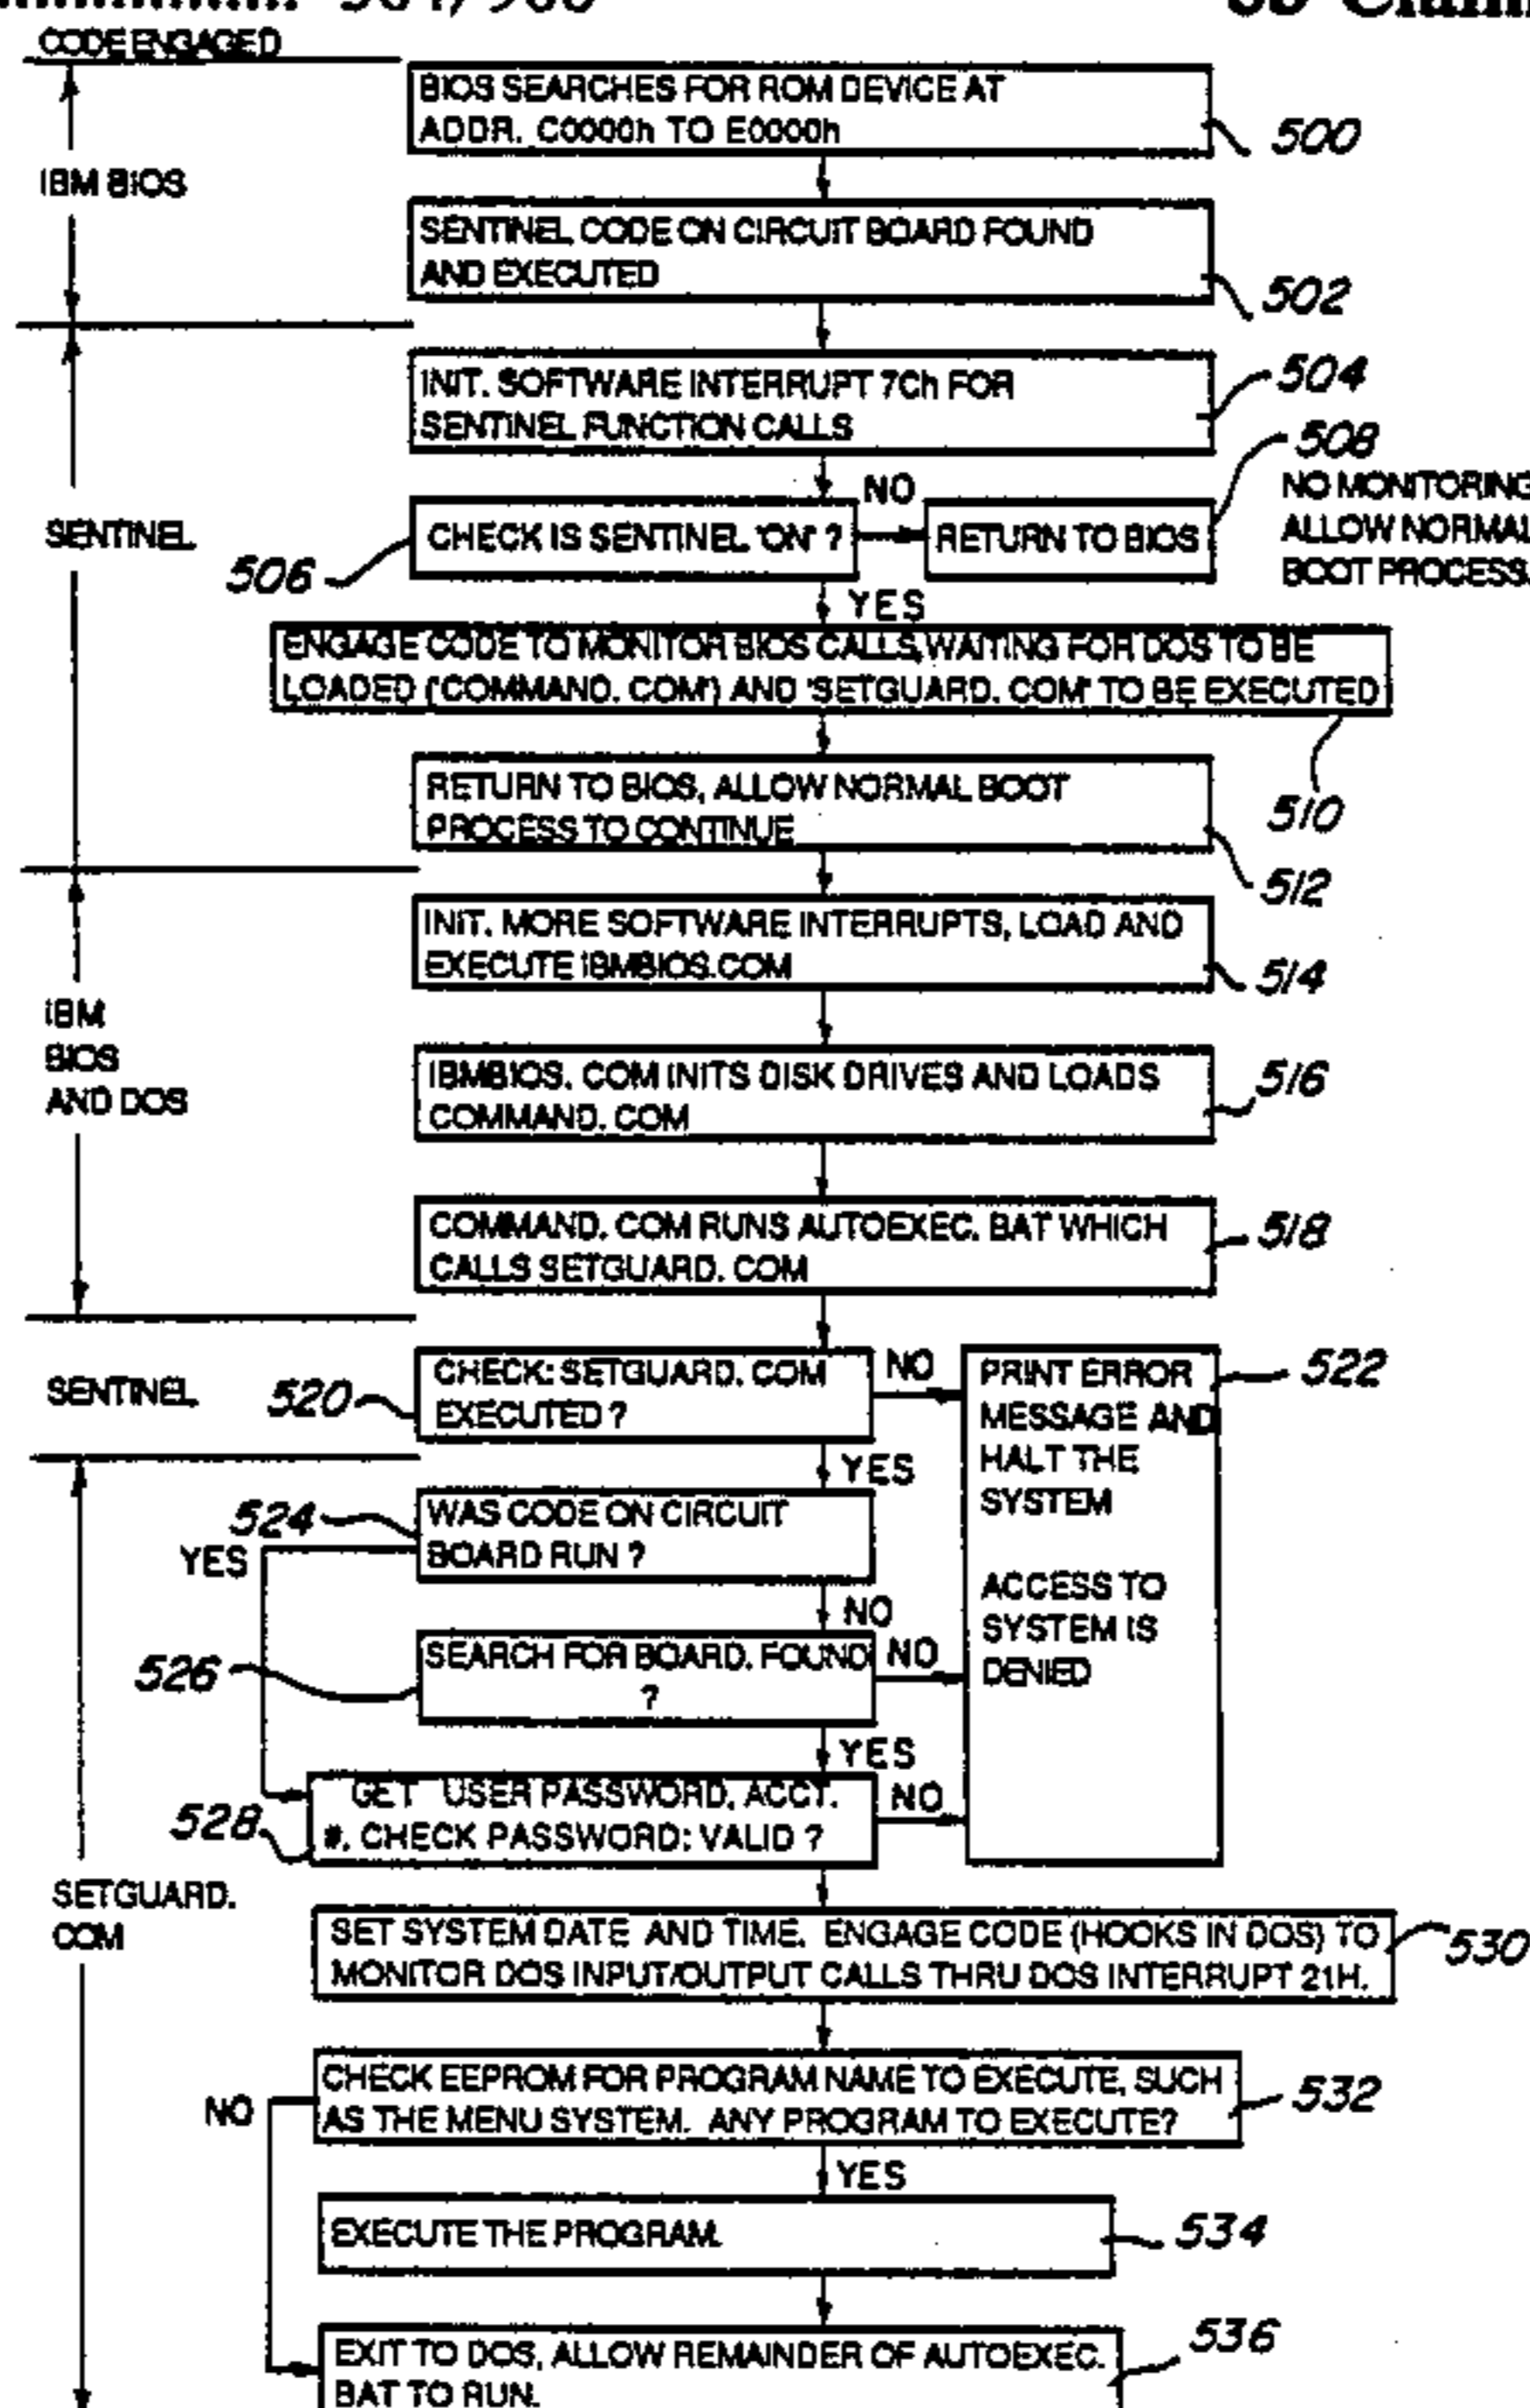 CODE ENGAGED
BIOS SEARCHES FOR ROM DEVICE AT
ADDR. C0000h TO E0000h
500
IBM BIOS
SENTINEL CODE ON CIRCUIT BOARD FOUND
AND EXECUTED
502
INIT. SOFTWARE INTERRUPT 7Ch FOR
SENTINEL FUNCTION CALLS
504
SENTINEL
506
CHECK IS SENTINEL 'ON' ?
NO
RETURN TO BIOS
508
NO MONITORING
ALLOW NORMAL
BOOT PROCESS.
YES
ENGAGE CODE TO MONITOR BIOS CALLS, WAITING FOR DOS TO BE
LOADED ('COMMAND. COM') AND 'SETGUARD. COM' TO BE EXECUTED
510
RETURN TO BIOS, ALLOW NORMAL BOOT
PROCESS TO CONTINUE
512
INIT. MORE SOFTWARE INTERRUPTS, LOAD AND
EXECUTE IBMBIOS.COM
514
IBM
BIOS
AND DOS
IBMBIOS. COM INITS DISK DRIVES AND LOADS
COMMAND. COM
516
COMMAND. COM RUNS AUTOEXEC. BAT WHICH
CALLS SETGUARD. COM
518
SENTINEL
520
CHECK: SETGUARD. COM
EXECUTED ?
NO
PRINT ERROR
MESSAGE AND
HALT THE
SYSTEM
ACCESS TO
SYSTEM IS
DENIED
522
YES
524
WAS CODE ON CIRCUIT
BOARD RUN ?
YES
NO
526
SEARCH FOR BOARD. FOUND
?
NO
YES
528
GET USER PASSWORD, ACCT.
#. CHECK PASSWORD: VALID ?
NO
SETGUARD.
COM
SET SYSTEM DATE AND TIME. ENGAGE CODE (HOOKS IN DOS) TO
MONITOR DOS INPUT/OUTPUT CALLS THRU DOS INTERRUPT 21H.
530
CHECK EEPROM FOR PROGRAM NAME TO EXECUTE, SUCH
AS THE MENU SYSTEM. ANY PROGRAM TO EXECUTE?
532
NO
YES
EXECUTE THE PROGRAM.
534
EXIT TO DOS, ALLOW REMAINDER OF AUTOEXEC.
BAT TO RUN.
536